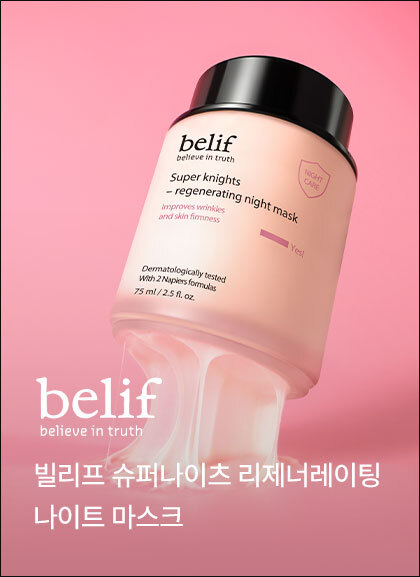 belif
believe in truth
NIGHT
CARE
Super knights
– regenerating night mask
Improves wrinkles
and skin firmness
Yes!
Dermatologically tested
With 2 Napiers formulas
75 ml / 2.5 fl. oz.
belif
believe in truth
빌리프 슈퍼나이츠 리제너레이팅
나이트 마스크